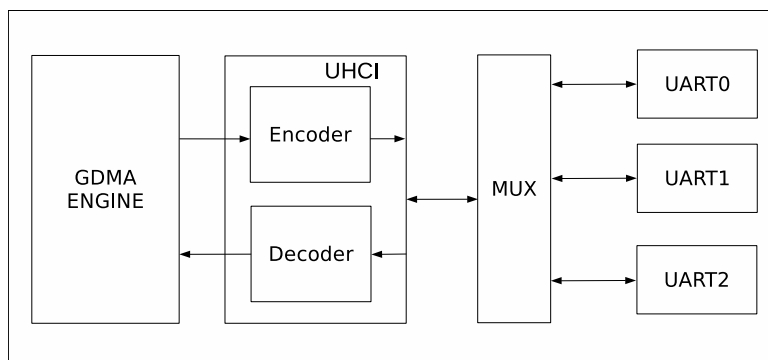 GDMA
ENGINE
UHCI
Encoder
Decoder
MUX
UART0
UART1
UART2